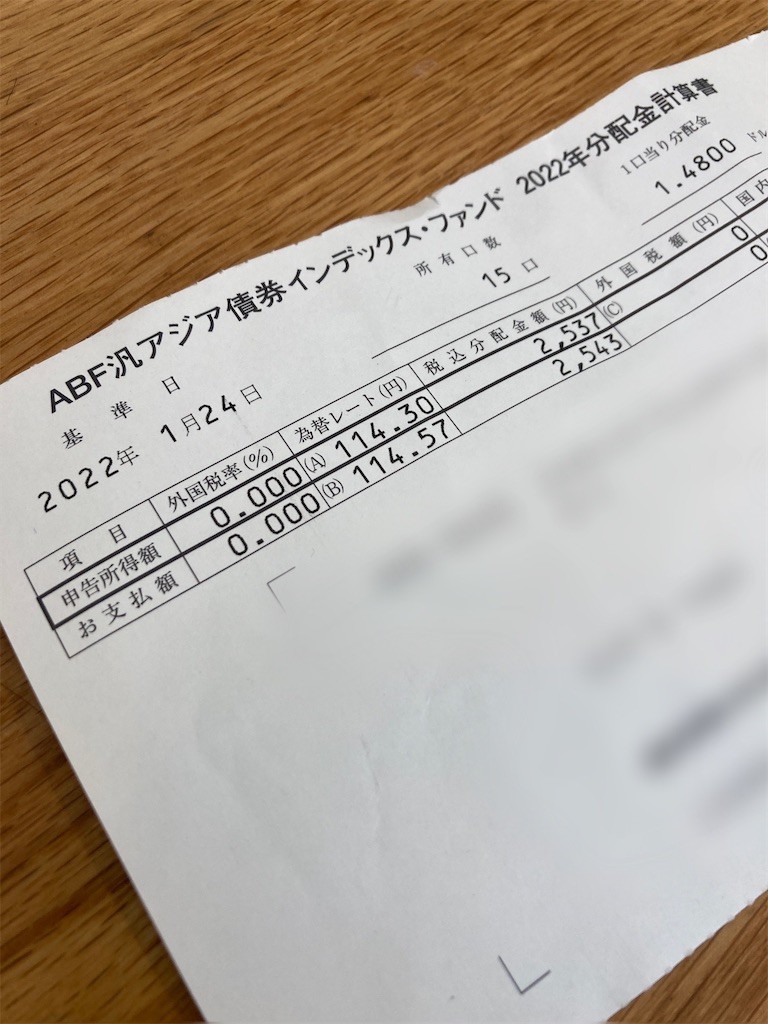 ABF汎アジア債券インデックス・ファンド 2022年分配金計算書
基準日 所有口数 1口当り分配金
2022年 1月24日 15口 1.4800 ドル
項目 外国税率(%) 為替レート(円) 税込分配金額(円) 外国税額(円) 国内
申告所得額 0.000 (A) 114.30 2,537 (C) 0
お支払額 0.000 (B) 114.57 2,543 0